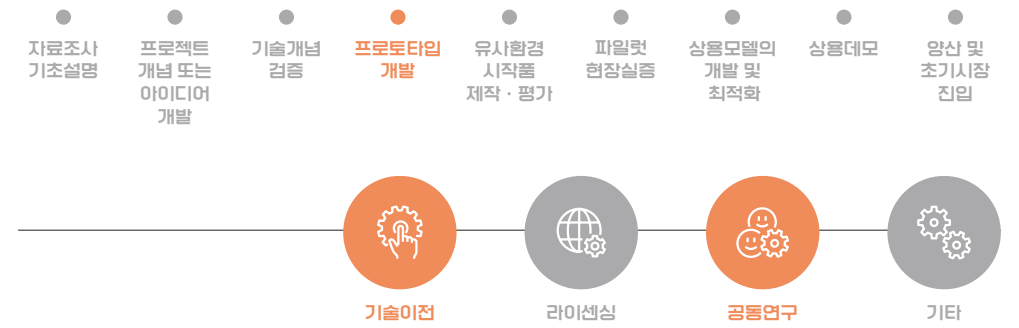 자료조사
기초설명
프로젝트
개념 또는
아이디어
개발
기술개념
검증
프로토타입
개발
유사환경
시작품
제작 · 평가
파일럿
현장실증
상용모델의
개발 및
최적화
상용데모
양산 및
초기시장
진입
기술이전
라이센싱
공동연구
기타